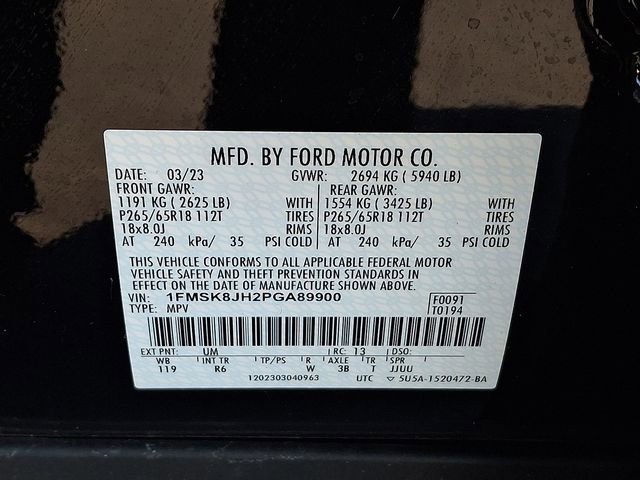 MFD. BY FORD MOTOR CO.
DATE: 03/23 GVWR: 2694 KG ( 5940 LB)
FRONT GAWR: REAR GAWR:
1191 KG ( 2625 LB) WITH 1554 KG ( 3425 LB) WITH
P265/65R18 112T TIRES P265/65R18 112T TIRES
18x8.0J RIMS 18x8.0J RIMS
AT 240 kPa/ 35 PSI COLD AT 240 kPa/ 35 PSI COLD
THIS VEHICLE CONFORMS TO ALL APPLICABLE FEDERAL MOTOR
VEHICLE SAFETY AND THEFT PREVENTION STANDARDS IN
EFFECT ON THE DATE OF MANUFACTURE SHOWN ABOVE.
VIN: 1FMSK8JH2PGA89900 F0091
TYPE: MPV T0194
EXT PNT: UM RC: 13 DSO:
WB INT TR TP/PS R AXLE TR SPR
119 R6 W 3B T JJUU
1202303040963 UTC ▽ 5U5A-1520472-BA